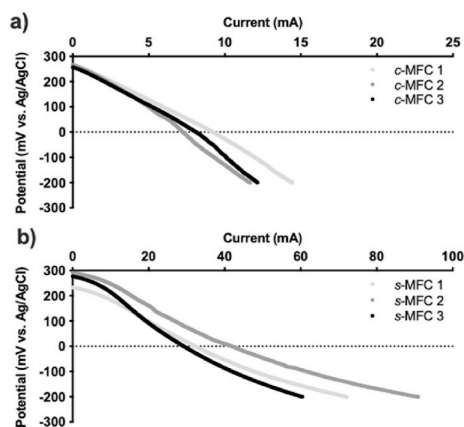 a)
Current (mA)
0 5 10 15 20 25
300
200
100
0
-100
-200
-300
Potential (mV vs. Ag/AgCl)
c-MFC 1
c-MFC 2
c-MFC 3
b)
Current (mA)
0 20 40 60 80 100
300
200
100
0
-100
-200
-300
Potential (mV vs. Ag/AgCl)
s-MFC 1
s-MFC 2
s-MFC 3